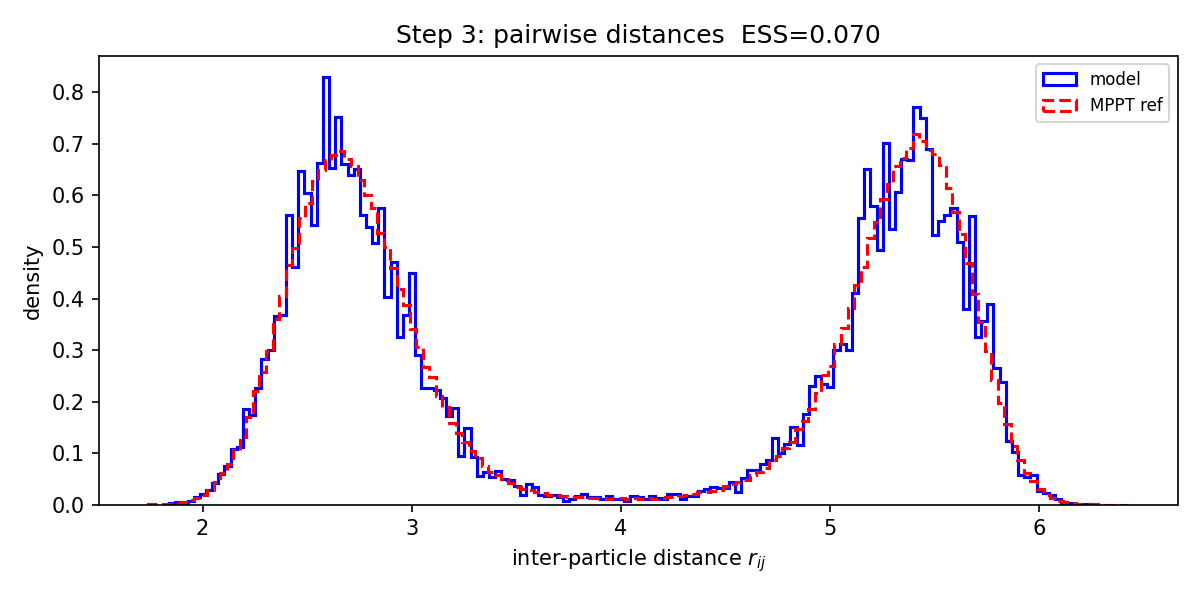 Step 3: pairwise distances  ESS=0.070
model
MPPT ref
density
0.8
0.7
0.6
0.5
0.4
0.3
0.2
0.1
0.0
2 3 4 5 6
inter-particle distance r_ij